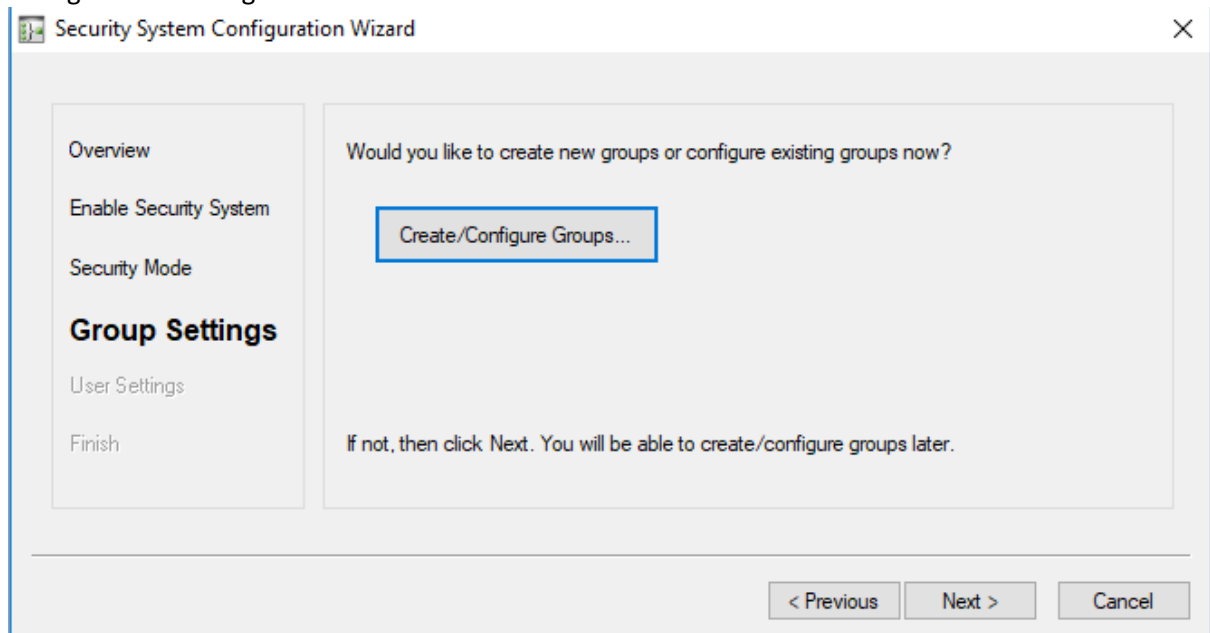 Security System Configuration Wizard
Overview
Enable Security System
Security Mode
Group Settings
User Settings
Finish
Would you like to create new groups or configure existing groups now?
Create/Configure Groups...
If not, then click Next. You will be able to create/configure groups later.
< Previous
Next >
Cancel